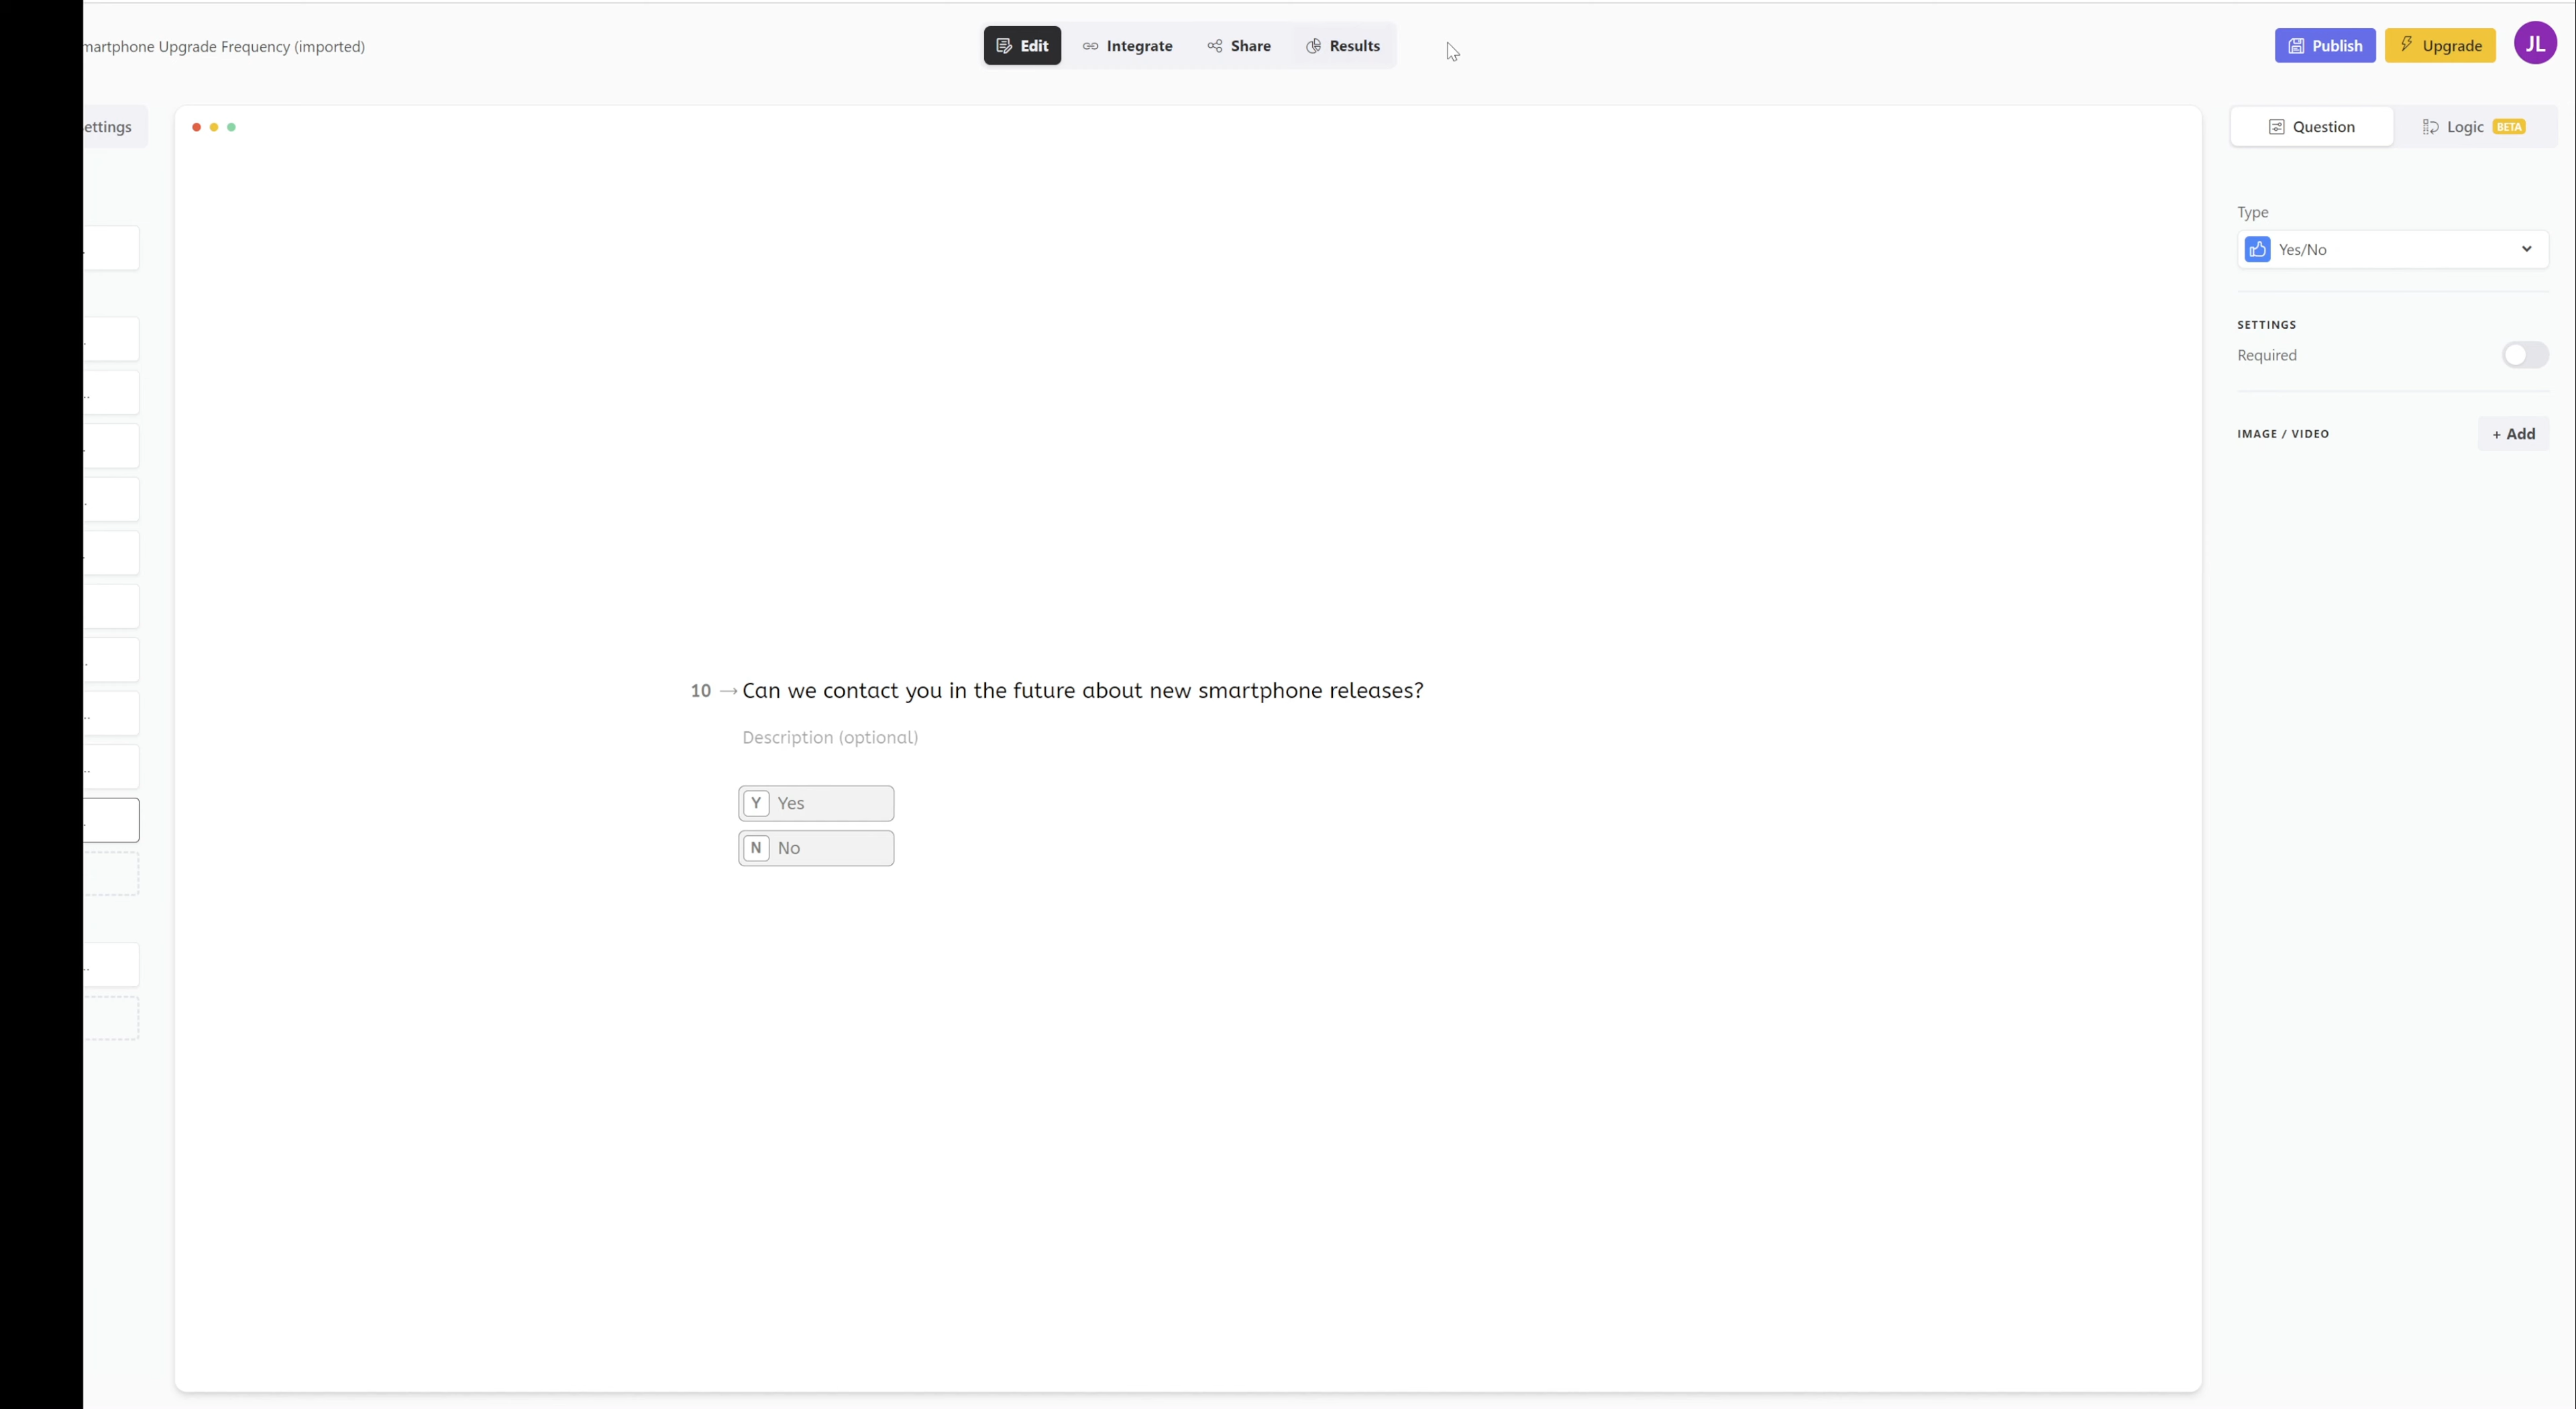 martphone Upgrade Frequency (imported)
Edit
Integrate
Share
Results
Publish
Upgrade
JL
ettings
Question
Logic BETA
Type
Yes/No
SETTINGS
Required
IMAGE / VIDEO
+ Add
10 → Can we contact you in the future about new smartphone releases?
Description (optional)
Y Yes
N No